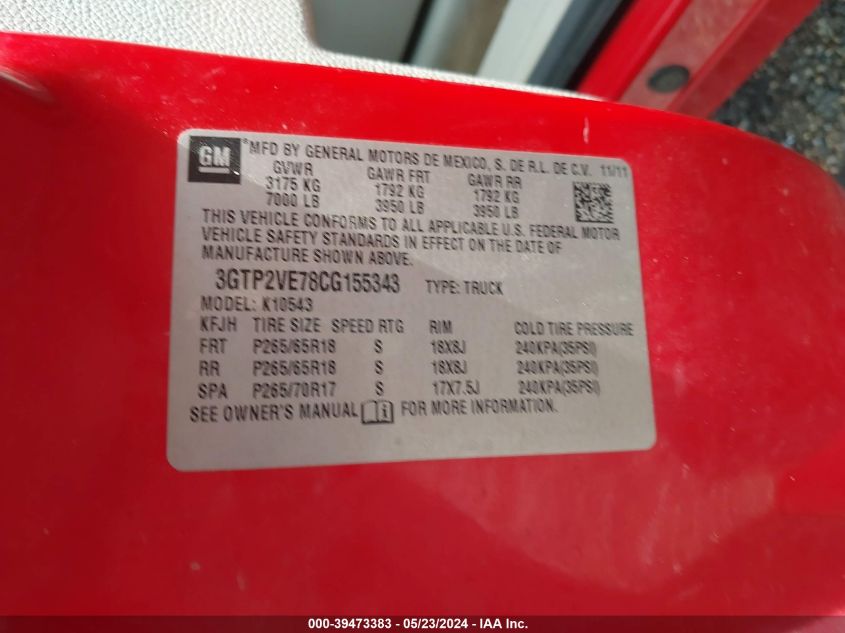 GM
*MFD BY GENERAL MOTORS DE MEXICO, S. DE R.L. DE C.V. 11/11
GVWR GAWR FRT GAWR RR
3175 KG 1792 KG 1792 KG
7000 LB 3950 LB 3950 LB
THIS VEHICLE CONFORMS TO ALL APPLICABLE U.S. FEDERAL MOTOR
VEHICLE SAFETY STANDARDS IN EFFECT ON THE DATE OF
MANUFACTURE SHOWN ABOVE.
3GTP2VE78CG155343 TYPE: TRUCK
MODEL: K10543
KFJH TIRE SIZE SPEED RTG RIM COLD TIRE PRESSURE
FRT P265/65R18 S 18X8J 240KPA(35PSI)
RR P265/65R18 S 18X8J 240KPA(35PSI)
SPA P265/70R17 S 17X7.5J 240KPA(35PSI)
SEE OWNER'S MANUAL FOR MORE INFORMATION.
000-39473383 - 05/23/2024 - IAA Inc.